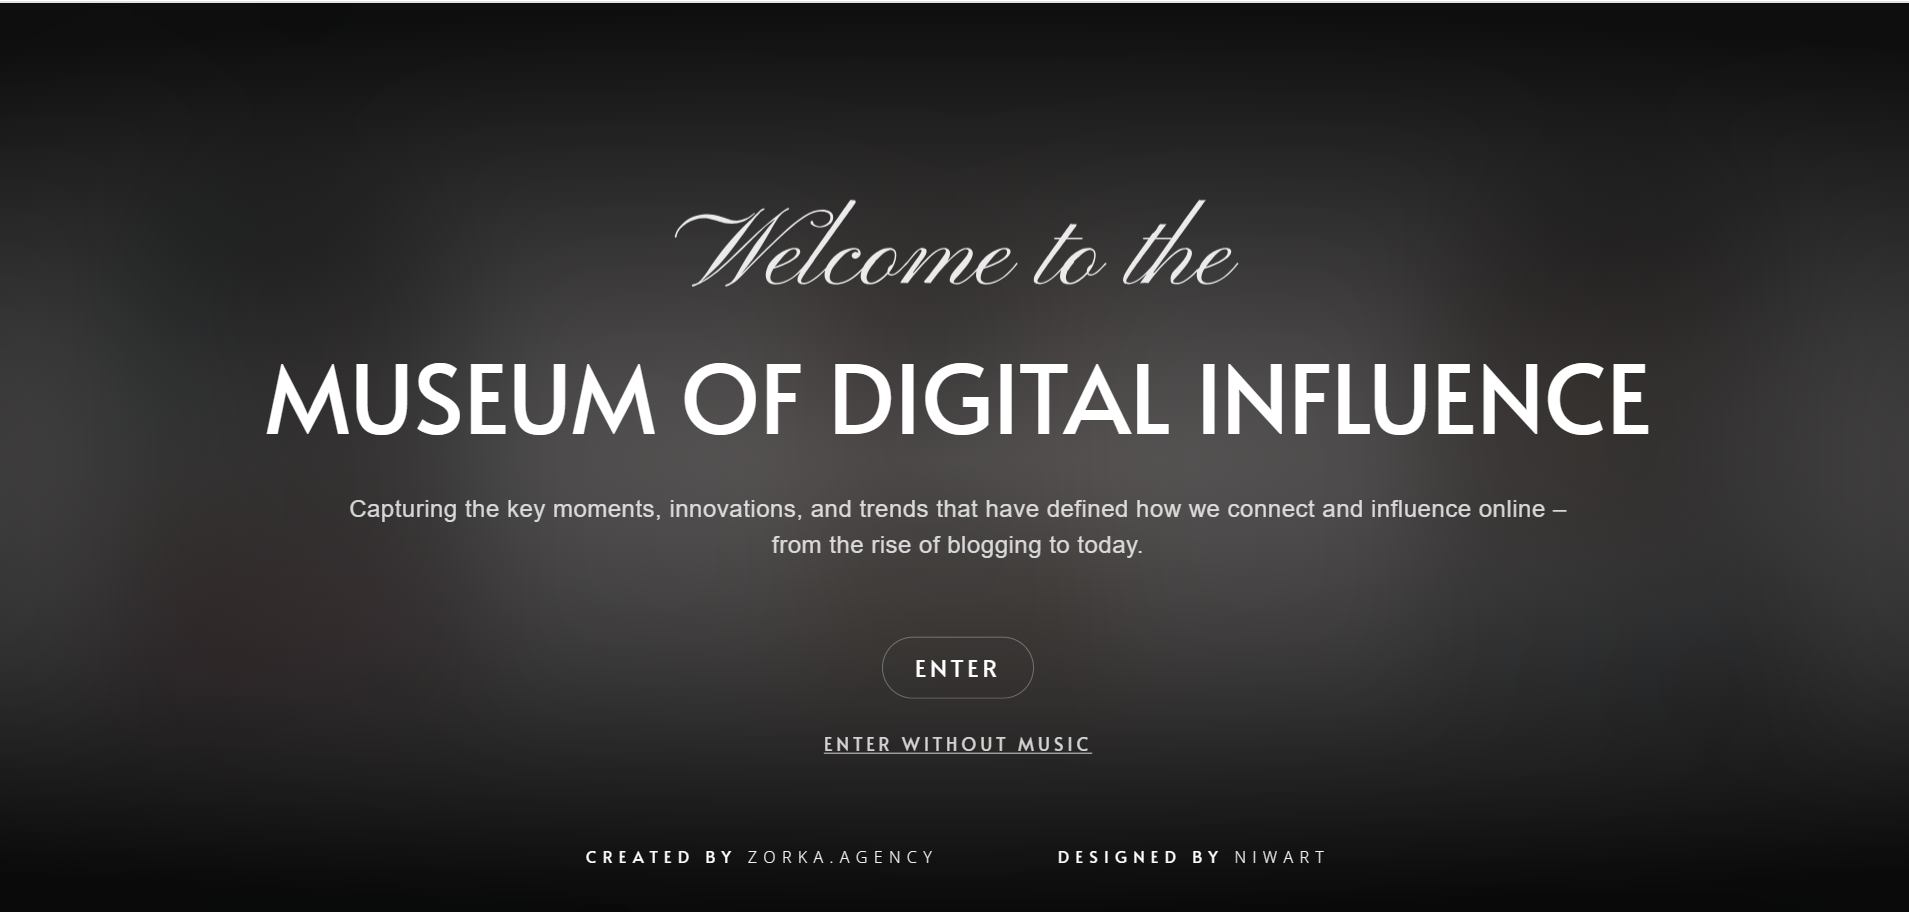 Welcome to the
MUSEUM OF DIGITAL INFLUENCE
Capturing the key moments, innovations, and trends that have defined how we connect and influence online –
from the rise of blogging to today.
ENTER
ENTER WITHOUT MUSIC
CREATED BY ZORKA.AGENCY DESIGNED BY NIWART